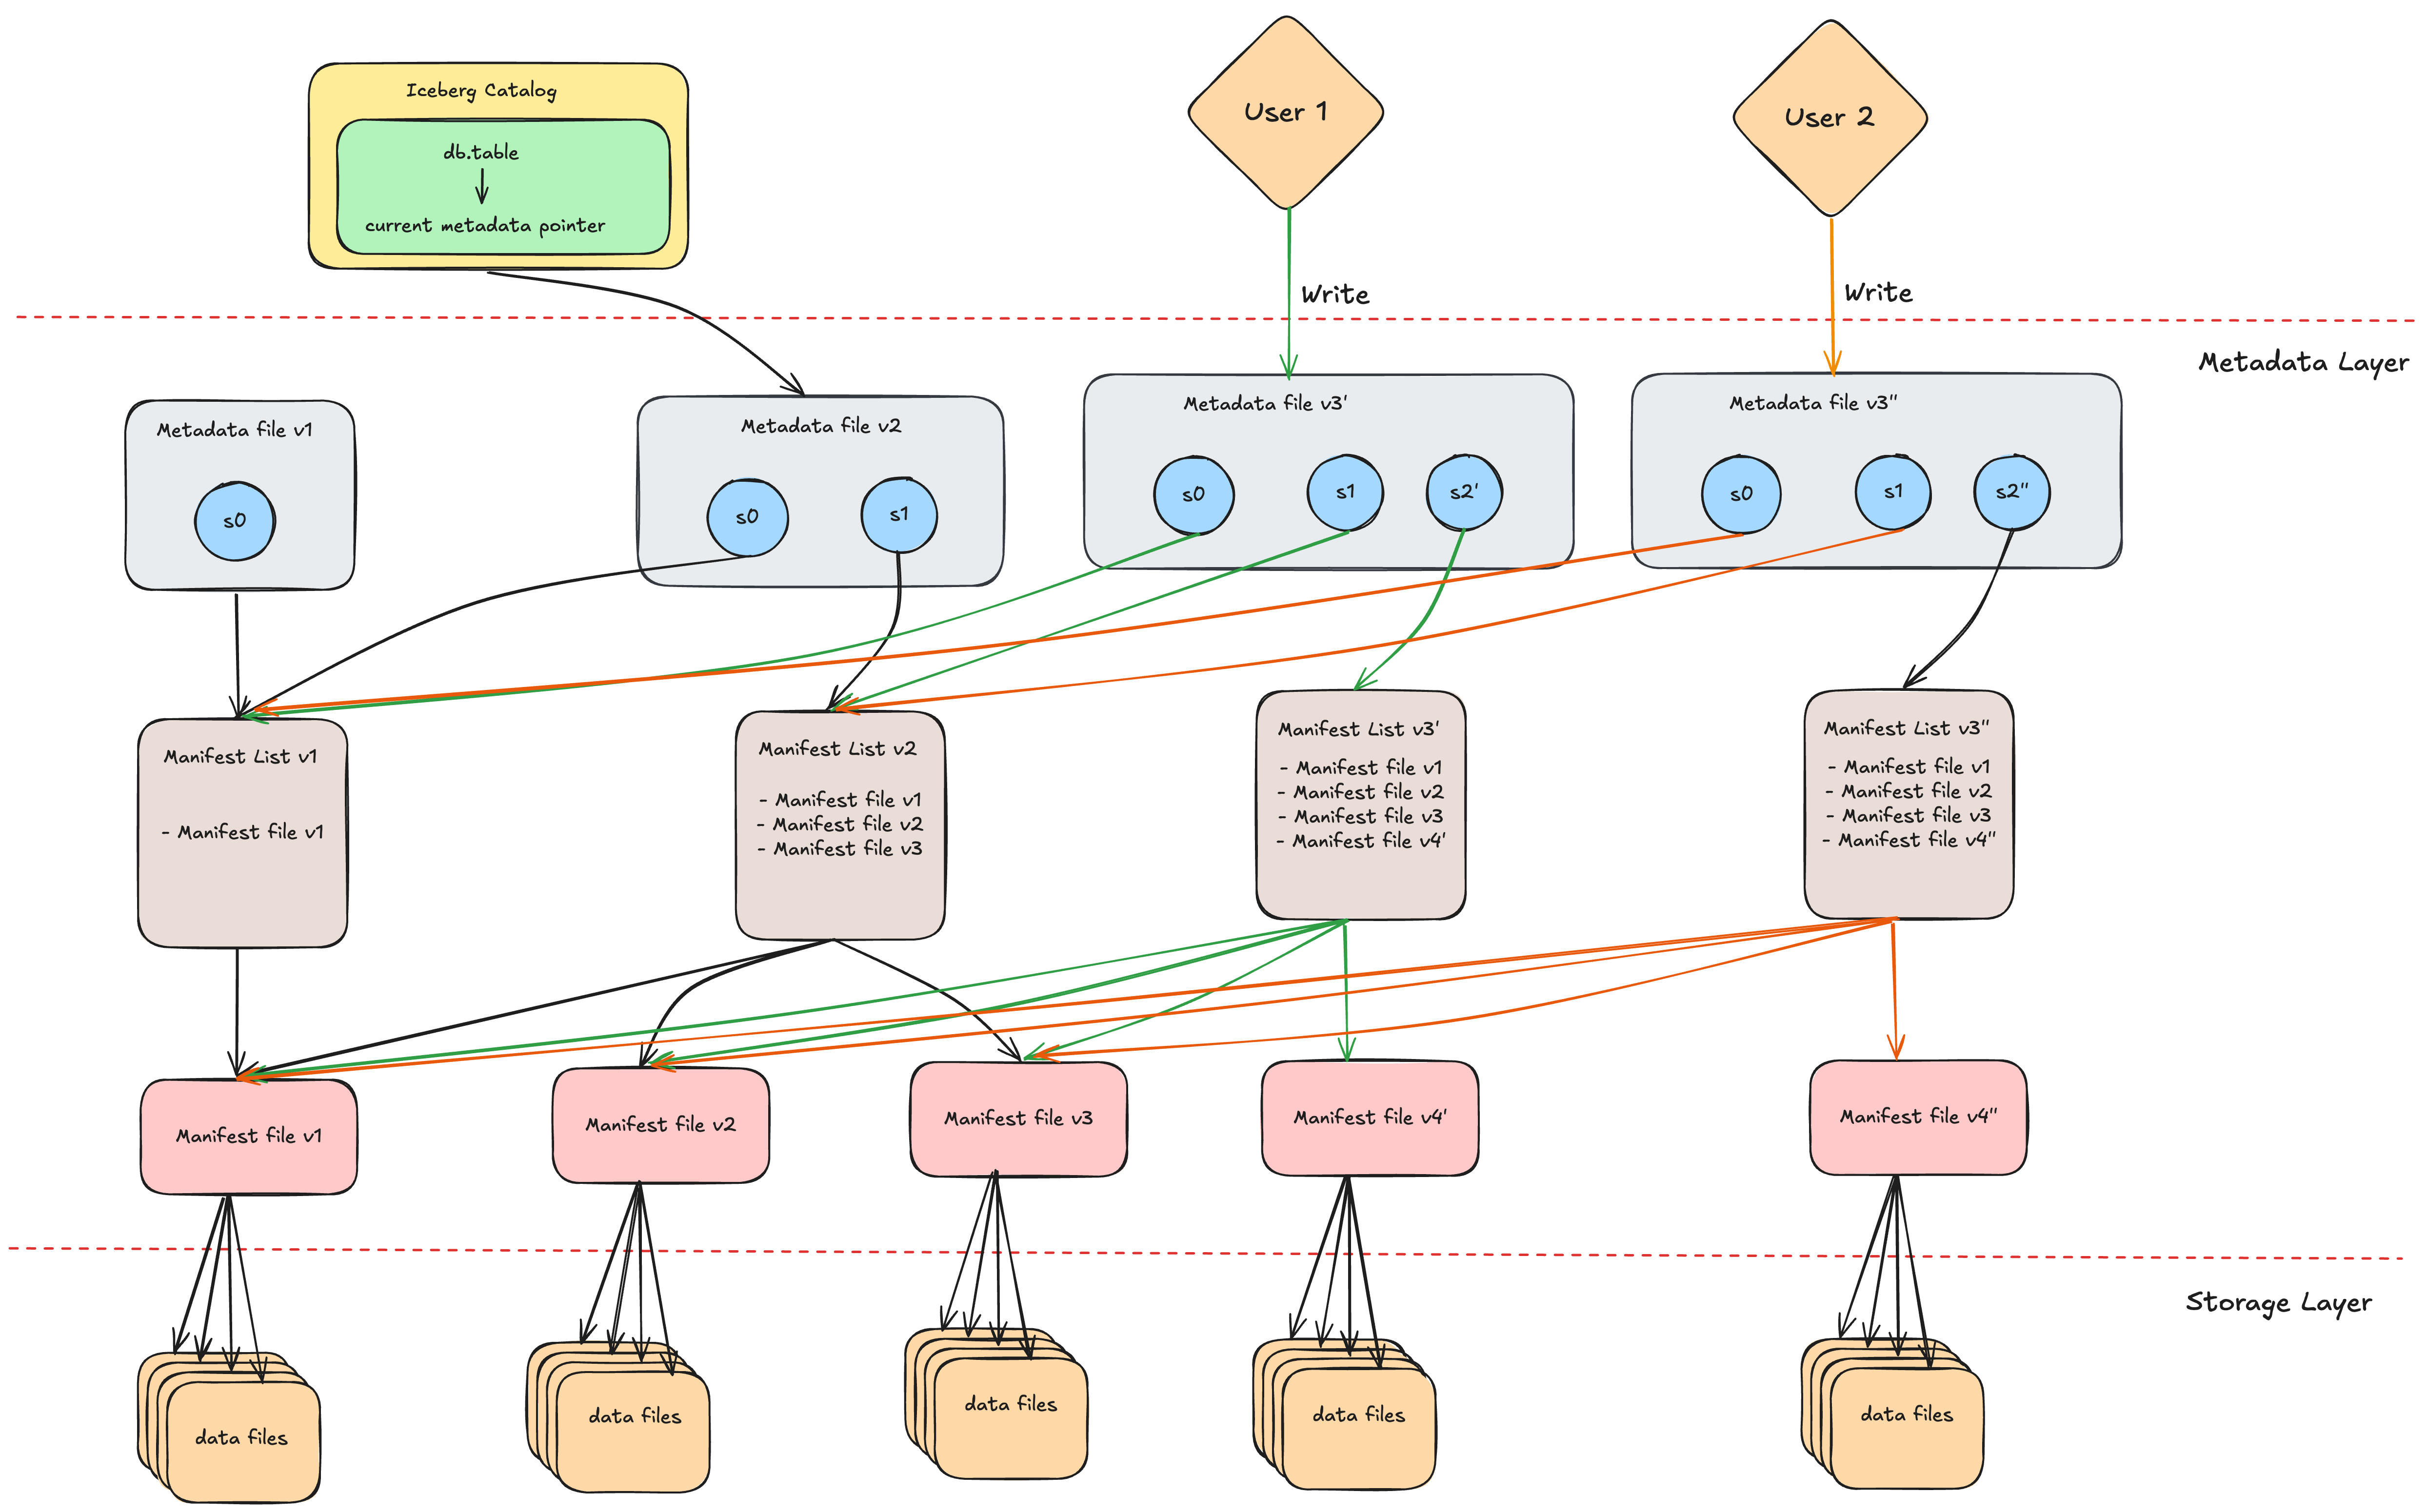 Iceberg Catalog
db.table
current metadata pointer
User 1
User 2
Write
Write
Metadata Layer
Metadata file v1
s0
Metadata file v2
s0
s1
Metadata file v3'
s0
s1
s2'
Metadata file v3"
s0
s1
s2"
Manifest List v1
- Manifest file v1
Manifest List v2
- Manifest file v1
- Manifest file v2
- Manifest file v3
Manifest List v3'
- Manifest file v1
- Manifest file v2
- Manifest file v3
- Manifest file v4'
Manifest List v3"
- Manifest file v1
- Manifest file v2
- Manifest file v3
- Manifest file v4"
Manifest file v1
Manifest file v2
Manifest file v3
Manifest file v4'
Manifest file v4"
Storage Layer
data files
data files
data files
data files
data files